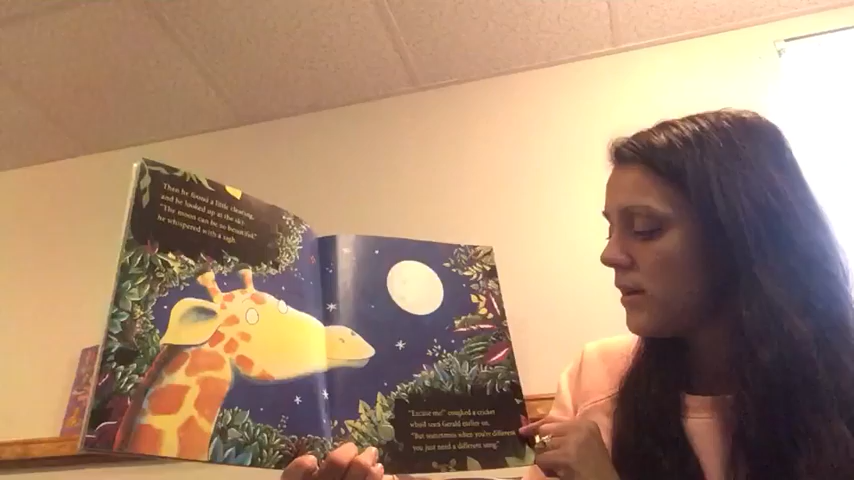 Then he found a little clearing,
and he looked up at the sky.
"The moon can be so beautiful,"
he whispered with a sigh.
"Excuse me!" coughed a cricket
who'd seen Gerald earlier on.
"But sometimes when you're different
you just need a different song."